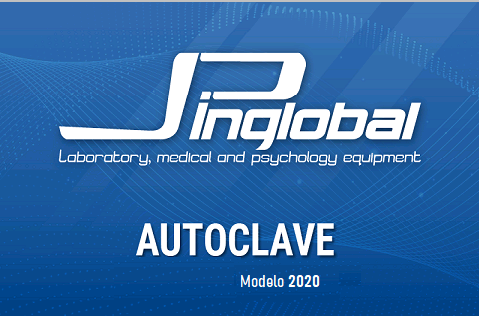 JPinglobal
Laboratory, medical and psychology equipment
AUTOCLAVE
Modelo 2020